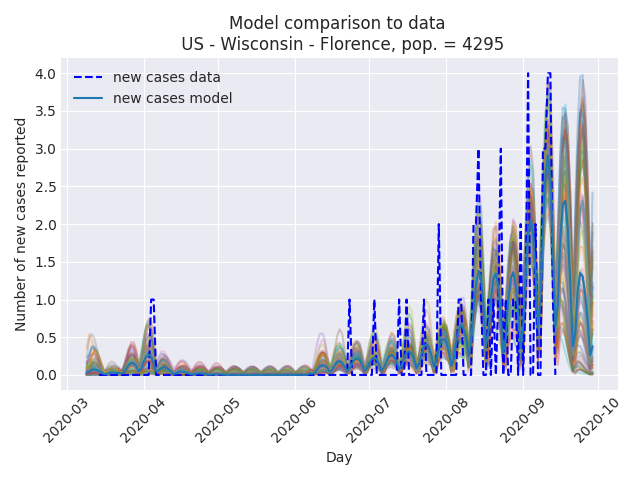 Model comparison to data
US - Wisconsin - Florence, pop. = 4295
new cases data
new cases model
Number of new cases reported
4.0
3.5
3.0
2.5
2.0
1.5
1.0
0.5
0.0
2020-03
2020-04
2020-05
2020-06
2020-07
2020-08
2020-09
2020-10
Day